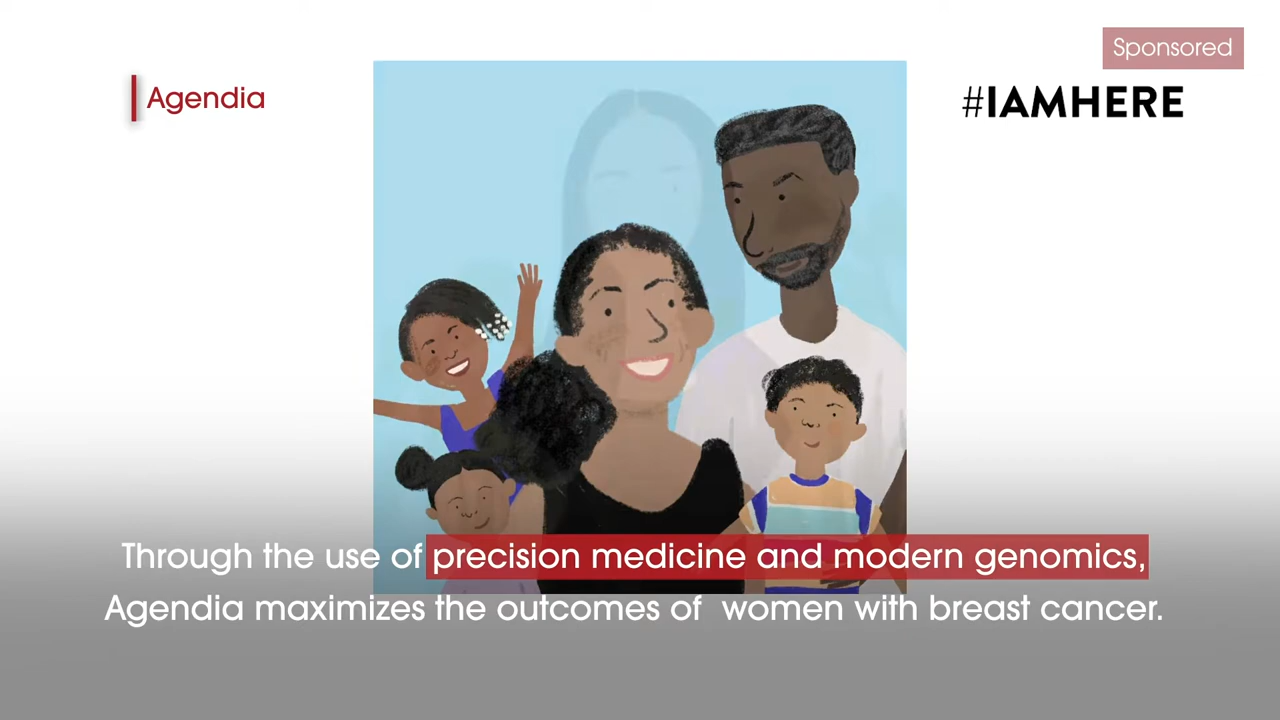 Sponsored
Agendia
#IAMHERE
Through the use of precision medicine and modern genomics,
Agendia maximizes the outcomes of women with breast cancer.